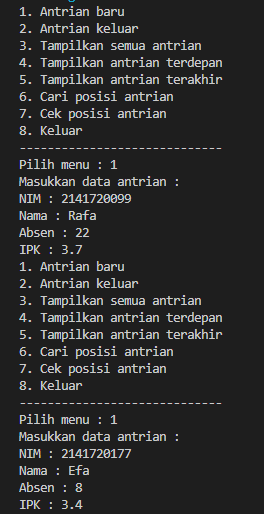 1. Antrian baru
2. Antrian keluar
3. Tampilkan semua antrian
4. Tampilkan antrian terdepan
5. Tampilkan antrian terakhir
6. Cari posisi antrian
7. Cek posisi antrian
8. Keluar
-----------------------------
Pilih menu : 1
Masukkan data antrian :
NIM : 2141720099
Nama : Rafa
Absen : 22
IPK : 3.7
1. Antrian baru
2. Antrian keluar
3. Tampilkan semua antrian
4. Tampilkan antrian terdepan
5. Tampilkan antrian terakhir
6. Cari posisi antrian
7. Cek posisi antrian
8. Keluar
-----------------------------
Pilih menu : 1
Masukkan data antrian :
NIM : 2141720177
Nama : Efa
Absen : 8
IPK : 3.4